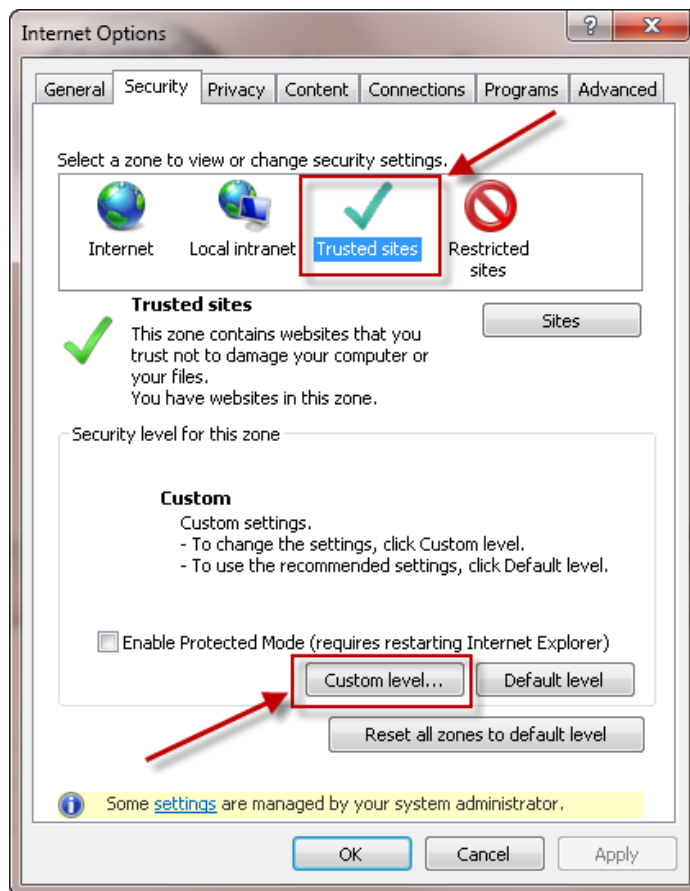 Internet Options
General Security Privacy Content Connections Programs Advanced
Select a zone to view or change security settings.
Internet Local intranet Trusted sites Restricted
sites
Trusted sites
Sites
This zone contains websites that you
trust not to damage your computer or
your files.
You have websites in this zone.
Security level for this zone
Custom
Custom settings.
- To change the settings, click Custom level.
- To use the recommended settings, click Default level.
Enable Protected Mode (requires restarting Internet Explorer)
Custom level... Default level
Reset all zones to default level
Some settings are managed by your system administrator.
OK Cancel Apply